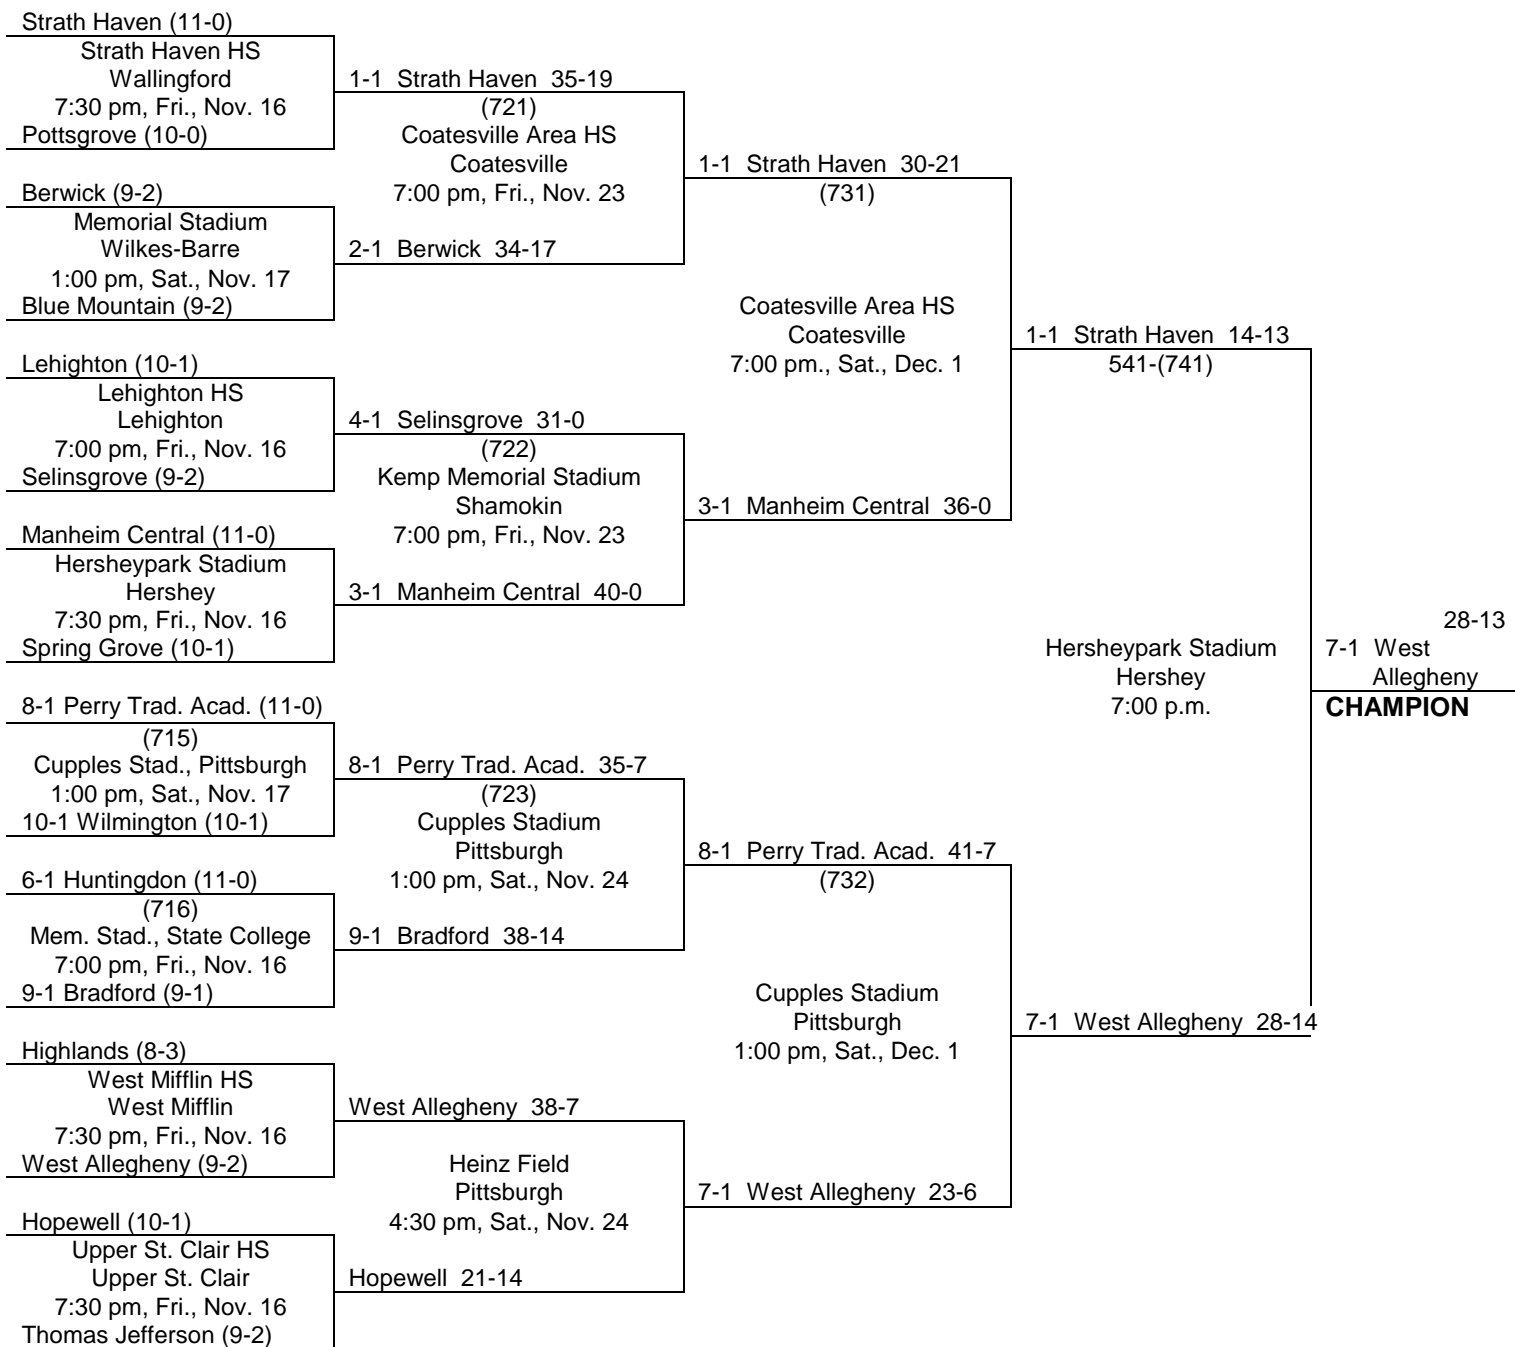 Strath Haven (11-0)
Strath Haven HS
Wallingford
7:30 pm, Fri., Nov. 16
Pottsgrove (10-0)
Berwick (9-2)
Memorial Stadium
Wilkes-Barre
1:00 pm, Sat., Nov. 17
Blue Mountain (9-2)
Lehighton (10-1)
Lehighton HS
Lehighton
7:00 pm, Fri., Nov. 16
Selinsgrove (9-2)
Manheim Central (11-0)
Hersheypark Stadium
Hershey
7:30 pm, Fri., Nov. 16
Spring Grove (10-1)
8-1 Perry Trad. Acad. (11-0)
(715)
Cupples Stad., Pittsburgh
1:00 pm, Sat., Nov. 17
10-1 Wilmington (10-1)
6-1 Huntingdon (11-0)
(716)
Mem. Stad., State College
7:00 pm, Fri., Nov. 16
9-1 Bradford (9-1)
Highlands (8-3)
West Mifflin HS
West Mifflin
7:30 pm, Fri., Nov. 16
West Allegheny (9-2)
Hopewell (10-1)
Upper St. Clair HS
Upper St. Clair
7:30 pm, Fri., Nov. 16
Thomas Jefferson (9-2)
1-1 Strath Haven 35-19
(721)
Coatesville Area HS
Coatesville
7:00 pm, Fri., Nov. 23
2-1 Berwick 34-17
4-1 Selinsgrove 31-0
(722)
Kemp Memorial Stadium
Shamokin
7:00 pm, Fri., Nov. 23
3-1 Manheim Central 40-0
8-1 Perry Trad. Acad. 35-7
(723)
Cupples Stadium
Pittsburgh
1:00 pm, Sat., Nov. 24
9-1 Bradford 38-14
West Allegheny 38-7
Heinz Field
Pittsburgh
4:30 pm, Sat., Nov. 24
Hopewell 21-14
1-1 Strath Haven 30-21
(731)
Coatesville Area HS
Coatesville
7:00 pm., Sat., Dec. 1
3-1 Manheim Central 36-0
8-1 Perry Trad. Acad. 41-7
(732)
Cupples Stadium
Pittsburgh
1:00 pm, Sat., Dec. 1
7-1 West Allegheny 23-6
1-1 Strath Haven 14-13
541-(741)
Hersheypark Stadium
Hershey
7:00 p.m.
7-1 West Allegheny 28-14
28-13
7-1 West
Allegheny
CHAMPION